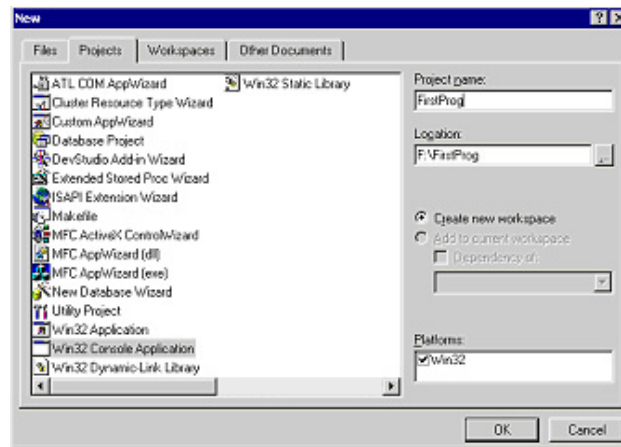 New
Files Projects Workspaces Other Documents
ATL COM AppWizard
Cluster Resource Type Wizard
Custom AppWizard
Database Project
DevStudio Add-in Wizard
Extended Stored Proc Wizard
ISAPI Extension Wizard
Makefile
MFC ActiveX ControlWizard
MFC AppWizard (dll)
MFC AppWizard (exe)
New Database Wizard
Utility Project
Win32 Application
Win32 Console Application
Win32 Dynamic-Link Library
Win32 Static Library
Project name:
FirstProg
Location:
F:\FirstProg
...
Create new workspace
Add to current workspace
Dependency of:
Platforms:
Win32
OK Cancel